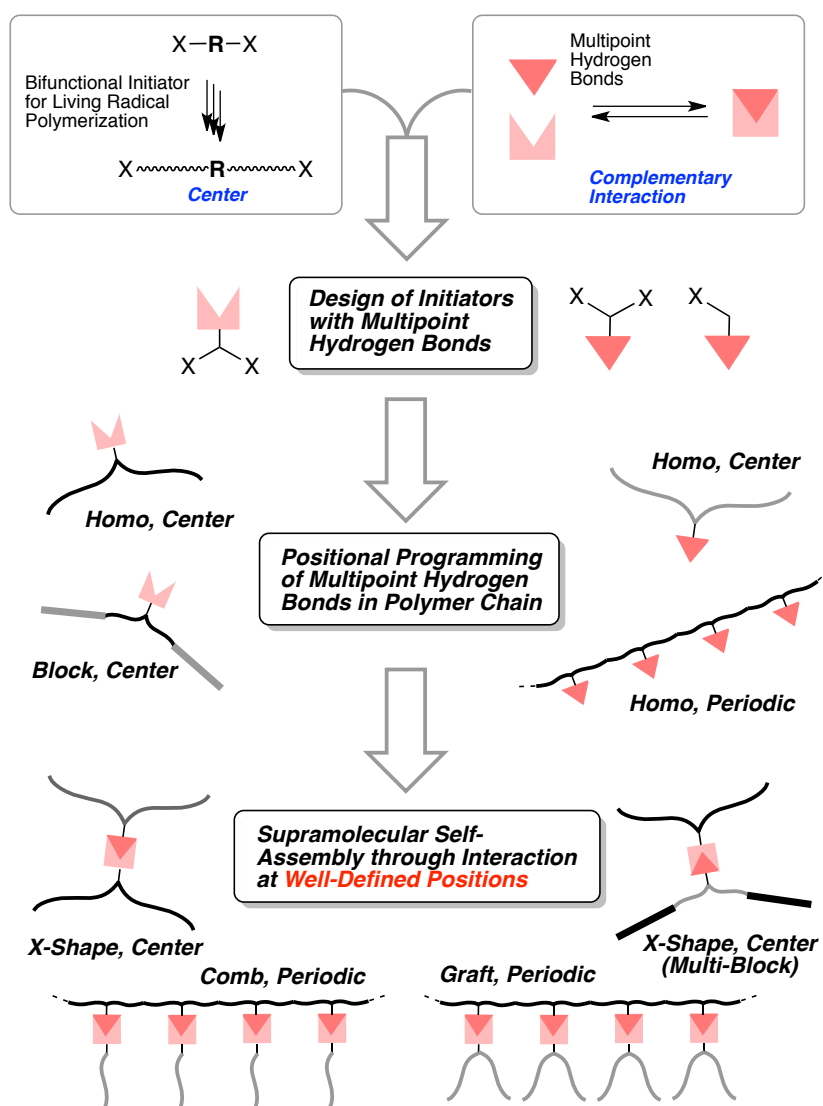 X–R–X
Bifunctional Initiator
for Living Radical
Polymerization
X R X
Center
Multipoint
Hydrogen
Bonds
Complementary
Interaction
Design of Initiators
with Multipoint
Hydrogen Bonds
X X
X X
X
Homo, Center
Homo, Center
Positional Programming
of Multipoint Hydrogen
Bonds in Polymer Chain
Block, Center
Homo, Periodic
Supramolecular Self-
Assembly through Interaction
at Well-Defined Positions
X-Shape, Center
X-Shape, Center
(Multi-Block)
Comb, Periodic
Graft, Periodic